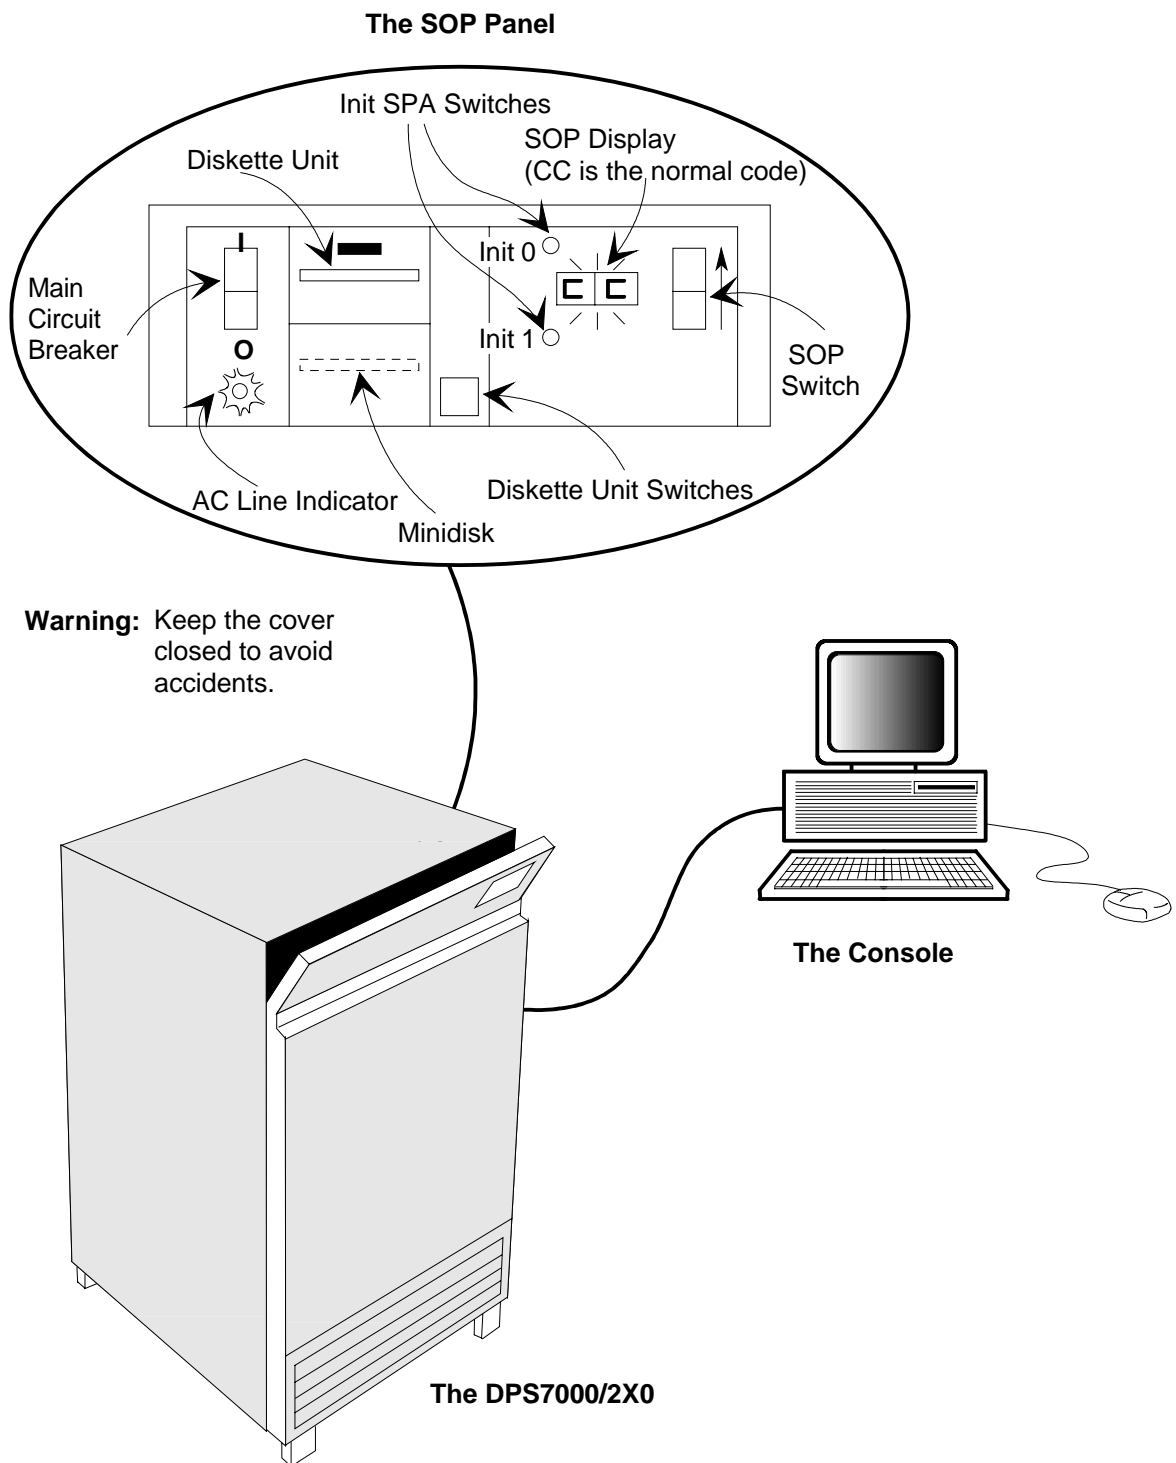 The SOP Panel
Init SPA Switches
SOP Display
(CC is the normal code)
Diskette Unit
I
Init 0
C C
Main
Circuit
Breaker
Init 1
O
SOP
Switch
AC Line Indicator
Diskette Unit Switches
Minidisk
Warning: Keep the cover
closed to avoid
accidents.
The Console
The DPS7000/2X0